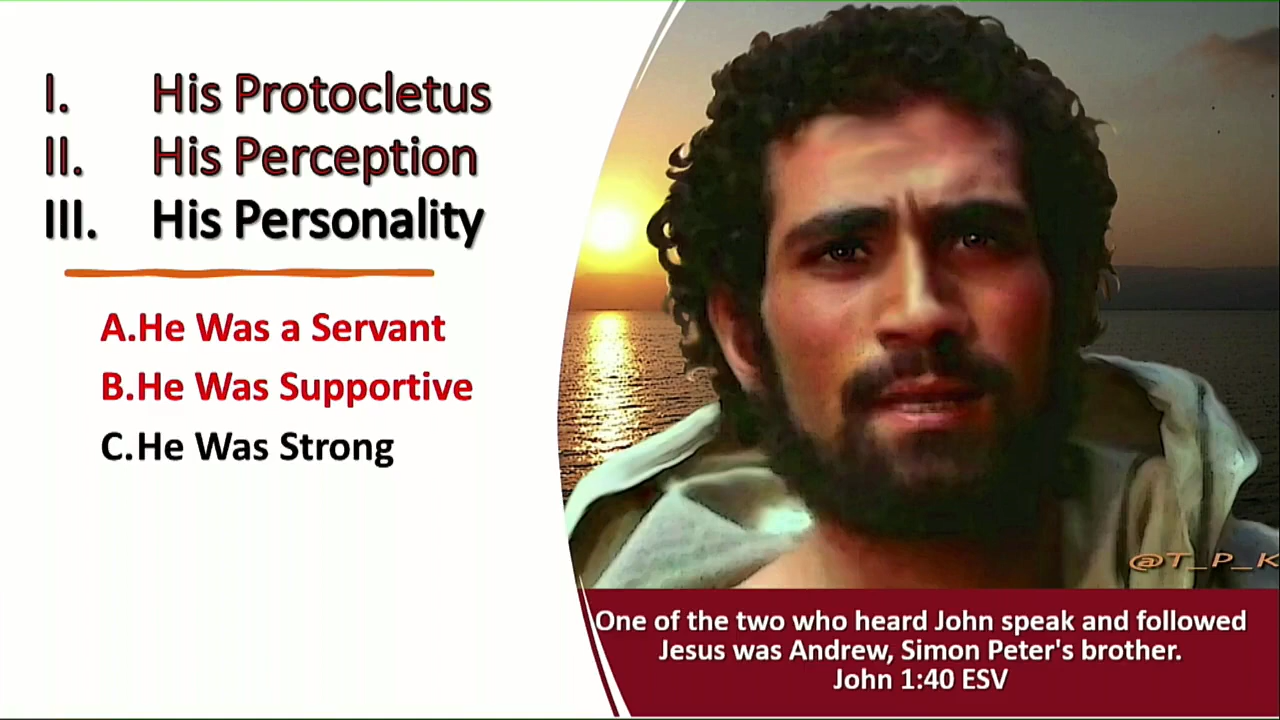 I. His Protocletus
II. His Perception
III. His Personality
A.He Was a Servant
B.He Was Supportive
C.He Was Strong
@T_P_K
One of the two who heard John speak and followed
Jesus was Andrew, Simon Peter's brother.
John 1:40 ESV